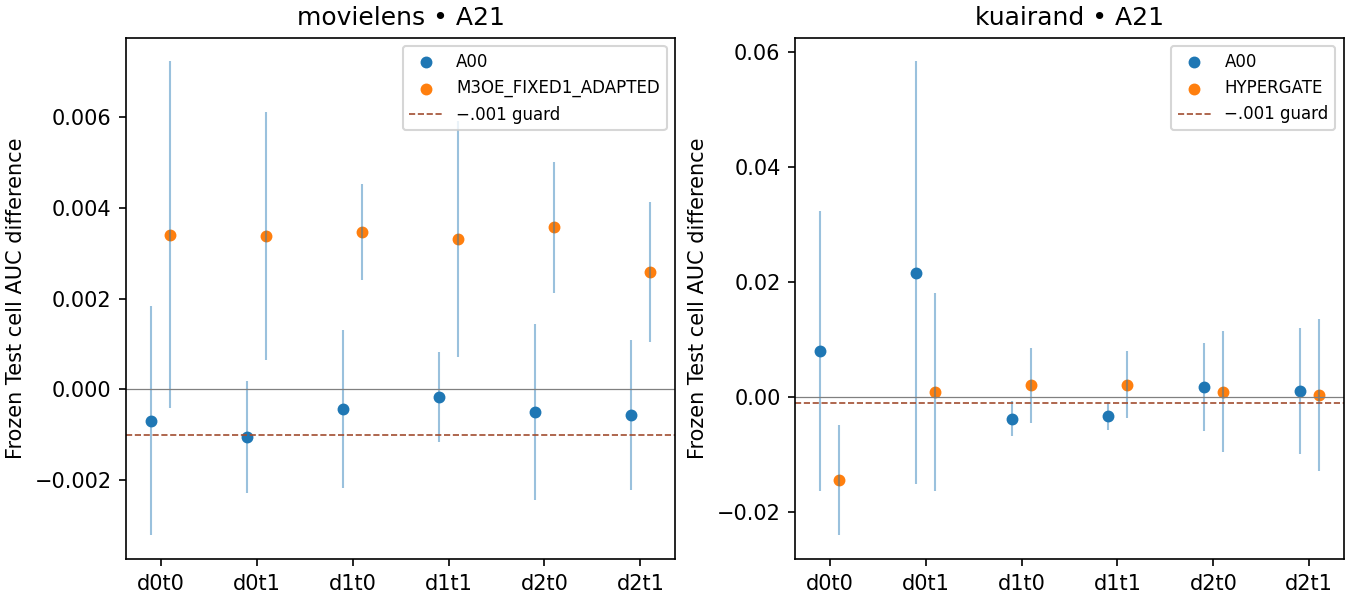 movielens • A21
Frozen Test cell AUC difference
0.006
0.004
0.002
0.000
−0.002
A00
M3OE_FIXED1_ADAPTED
−.001 guard
d0t0 d0t1 d1t0 d1t1 d2t0 d2t1
kuairand • A21
Frozen Test cell AUC difference
0.06
0.04
0.02
0.00
−0.02
A00
HYPERGATE
−.001 guard
d0t0 d0t1 d1t0 d1t1 d2t0 d2t1